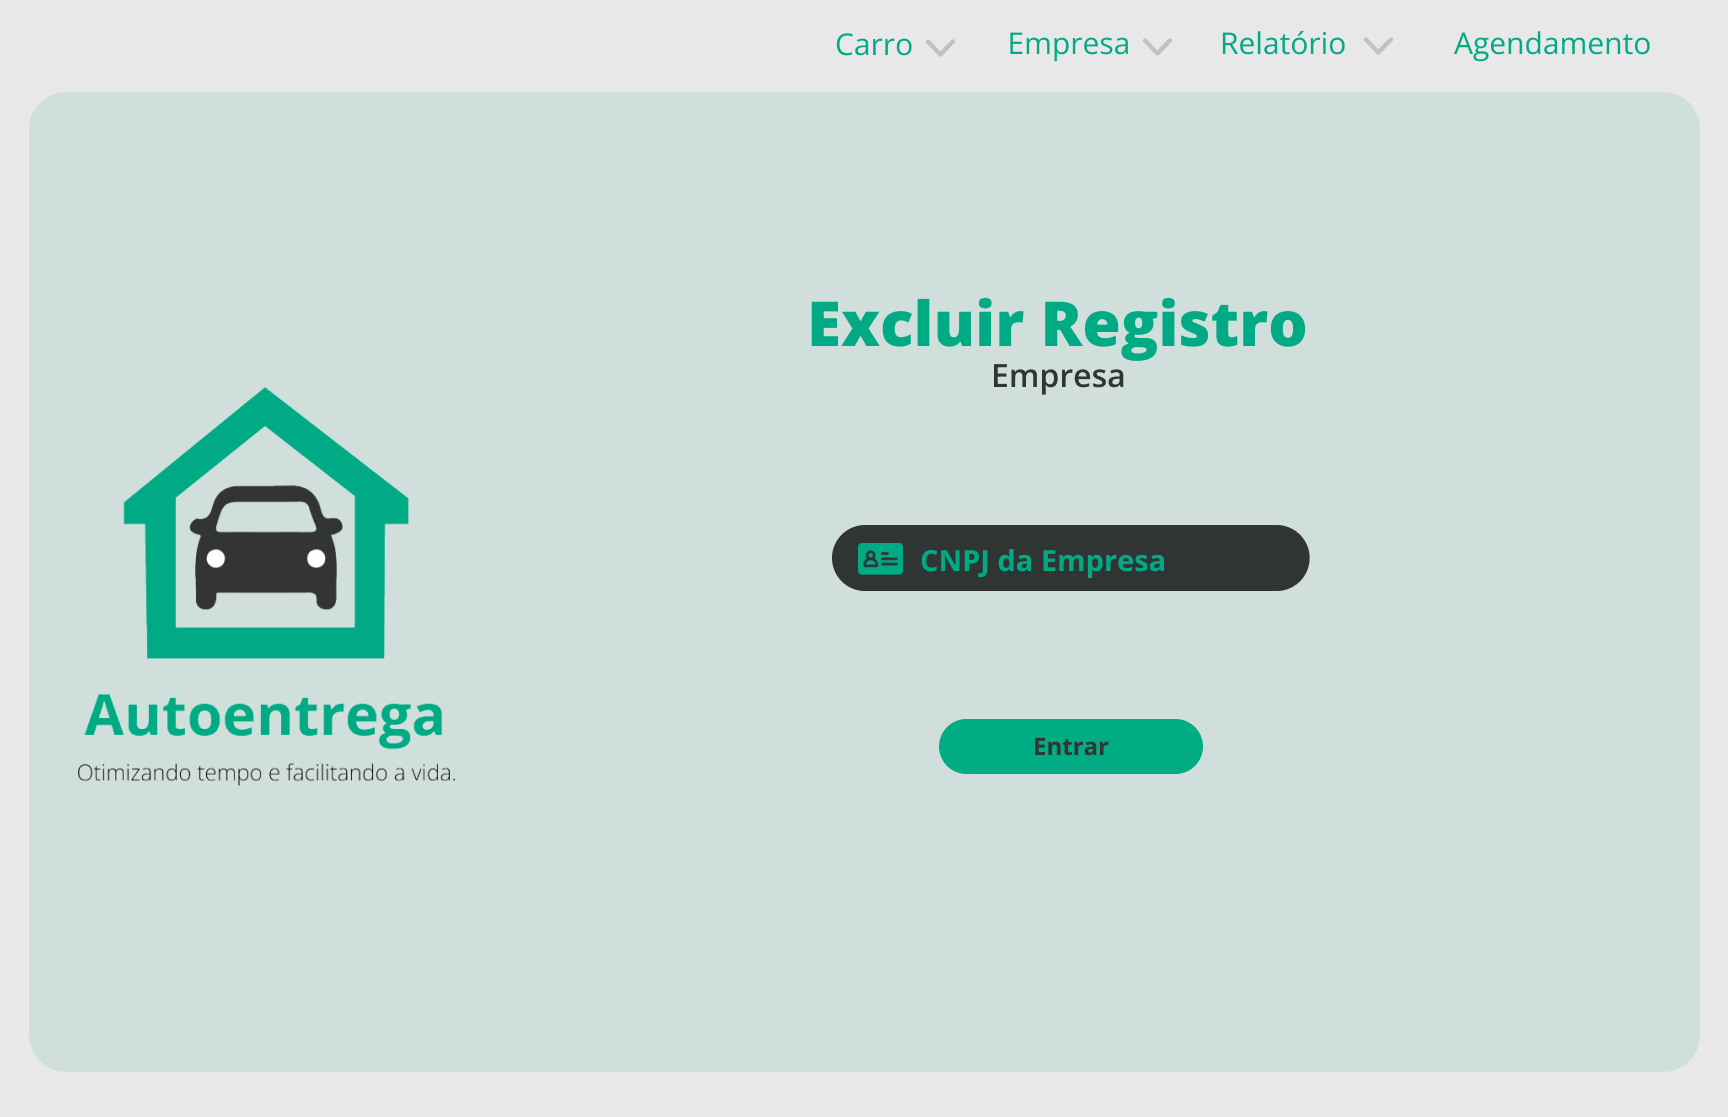 Carro Empresa Relatório Agendamento
Excluir Registro
Empresa
CNPJ da Empresa
Entrar
Autoentrega
Otimizando tempo e facilitando a vida.